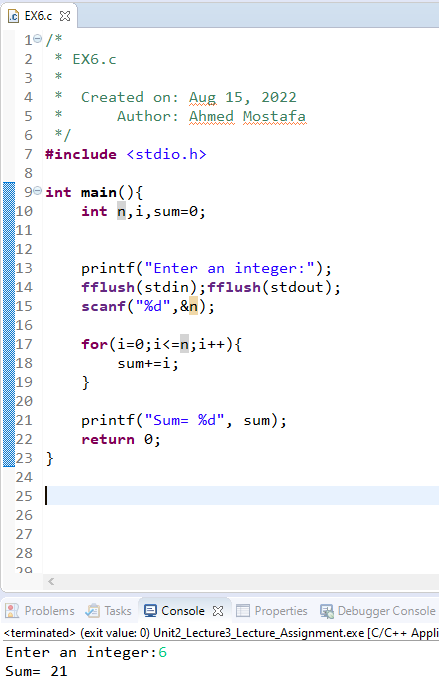 EX6.c
1 /*
2  * EX6.c
3  *
4  *  Created on: Aug 15, 2022
5  *      Author: Ahmed Mostafa
6  */
7 #include <stdio.h>
8
9 int main(){
10     int n,i,sum=0;
11
12
13     printf("Enter an integer:");
14     fflush(stdin);fflush(stdout);
15     scanf("%d",&n);
16
17     for(i=0;i<=n;i++){
18         sum+=i;
19     }
20
21     printf("Sum= %d", sum);
22     return 0;
23 }
24
25
26
27
28
29
Problems Tasks Console Properties Debugger Console
<terminated> (exit value: 0) Unit2_Lecture3_Lecture_Assignment.exe [C/C++ Appli
Enter an integer:6
Sum= 21